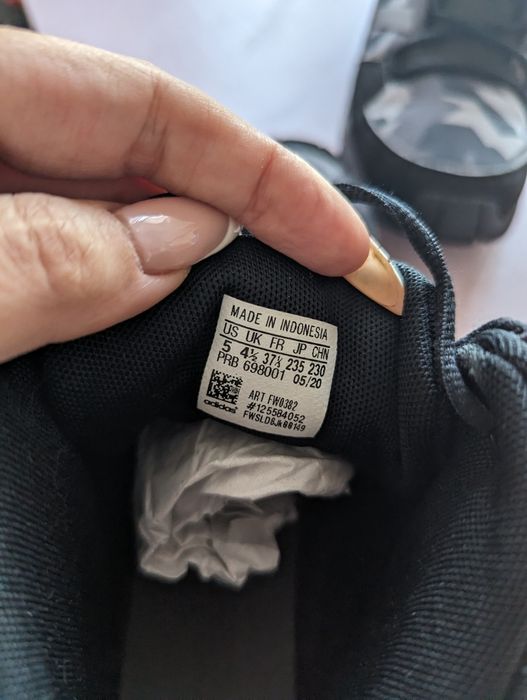 MADE IN INDONESIA
US UK FR JP CHN
5 4½ 37⅓ 235 230
PRB 698001 05/20
ART FW0382
#125584052
adidas